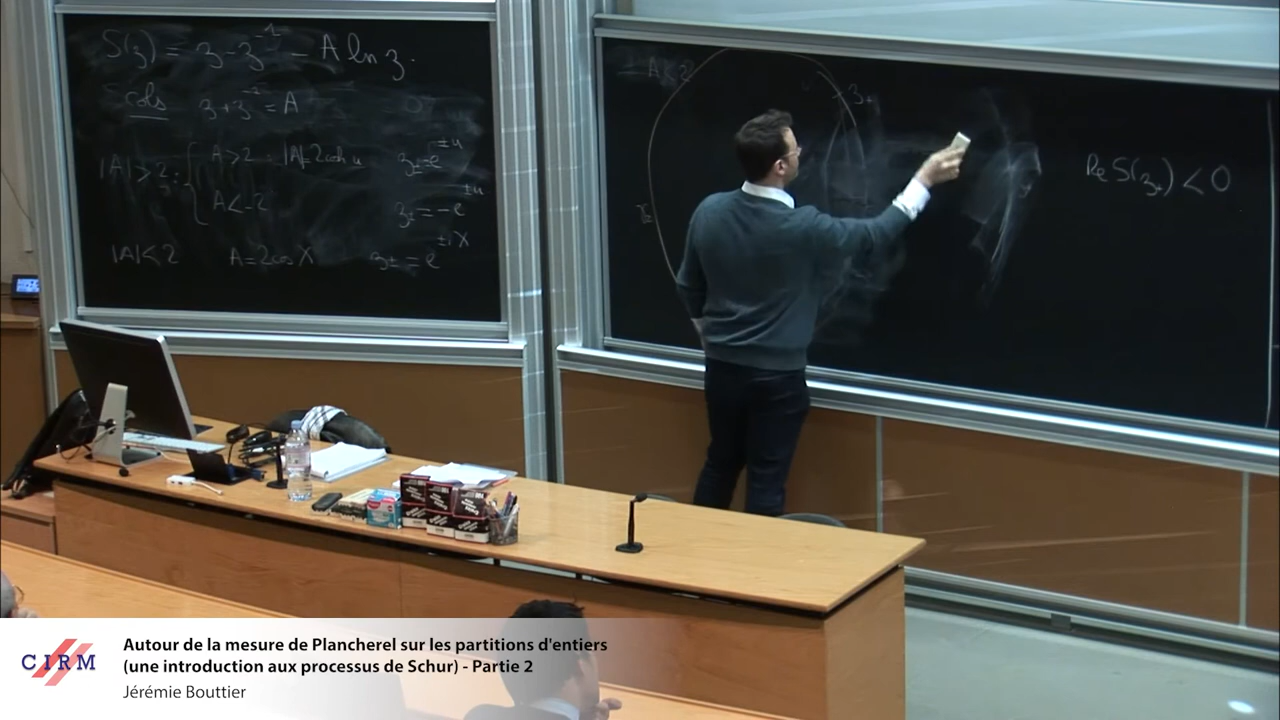 S(z) = z - z⁻¹ - A ln z.
cols z + z⁻¹ = A
|A| > 2 : { A > 2 : |A| = 2 ch u z± = e^{±u}
A < -2 z± = -e^{±u}
|A| < 2 A = 2 cos X z± = e^{±iX}
|A| < 2
z+
Re S(z±) < 0
CIRM
Autour de la mesure de Plancherel sur les partitions d'entiers
(une introduction aux processus de Schur) - Partie 2
Jérémie Bouttier